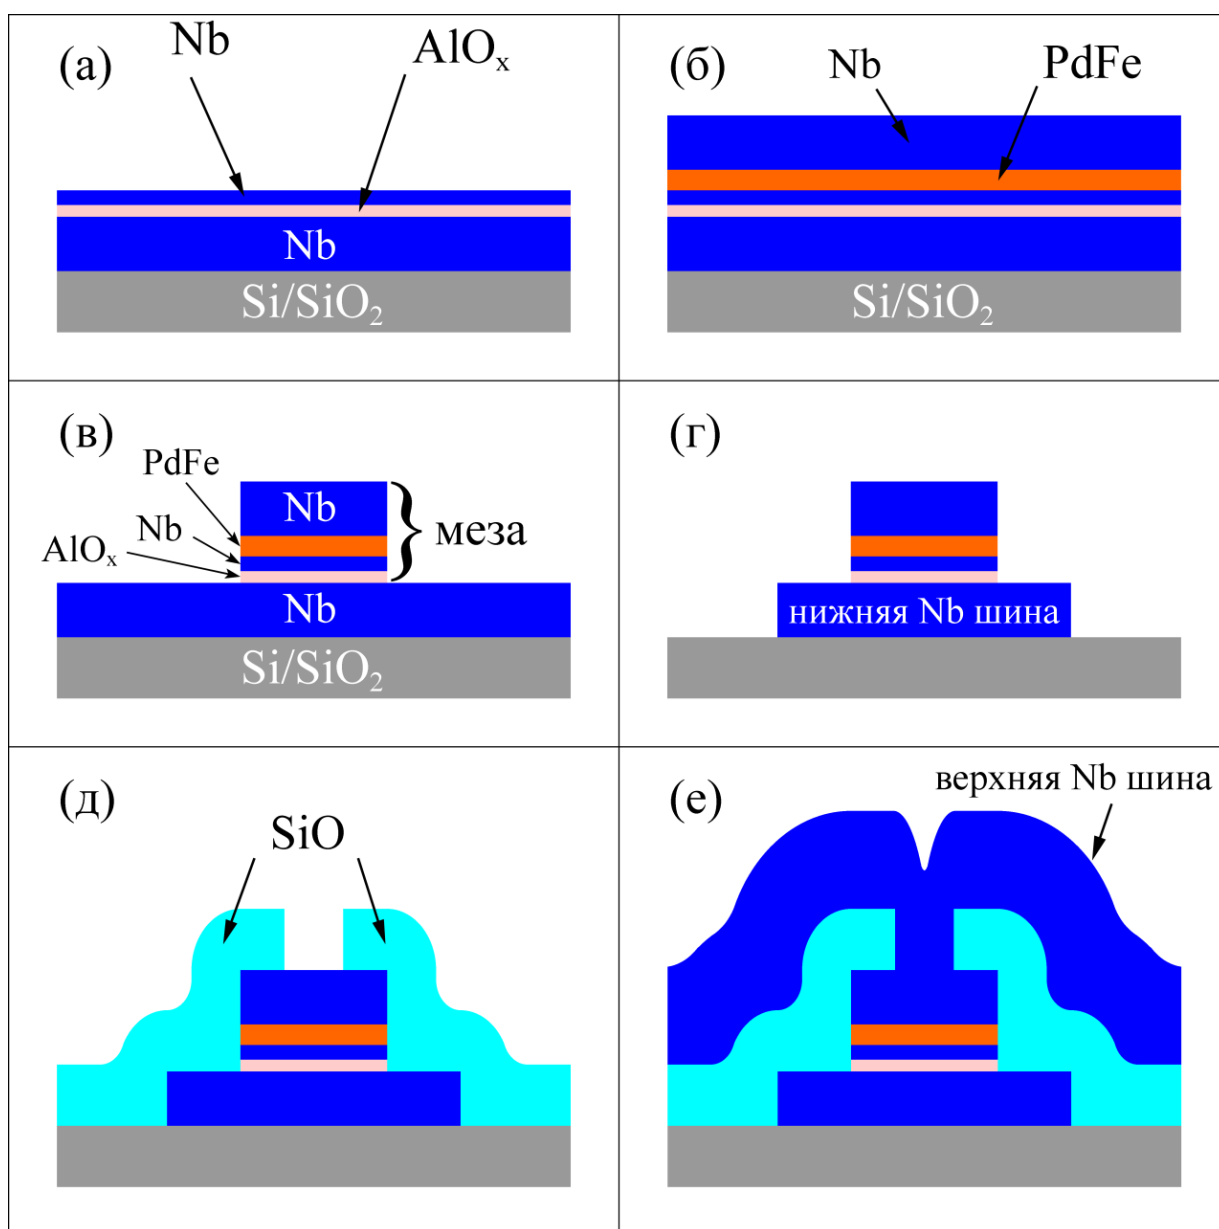 (а)
Nb
AlOₓ
Nb
Si/SiO₂
(б)
Nb
PdFe
Si/SiO₂
(в)
PdFe
Nb
AlOₓ
Nb
меза
Nb
Si/SiO₂
(г)
нижняя Nb шина
(д)
SiO
(е)
верхняя Nb шина